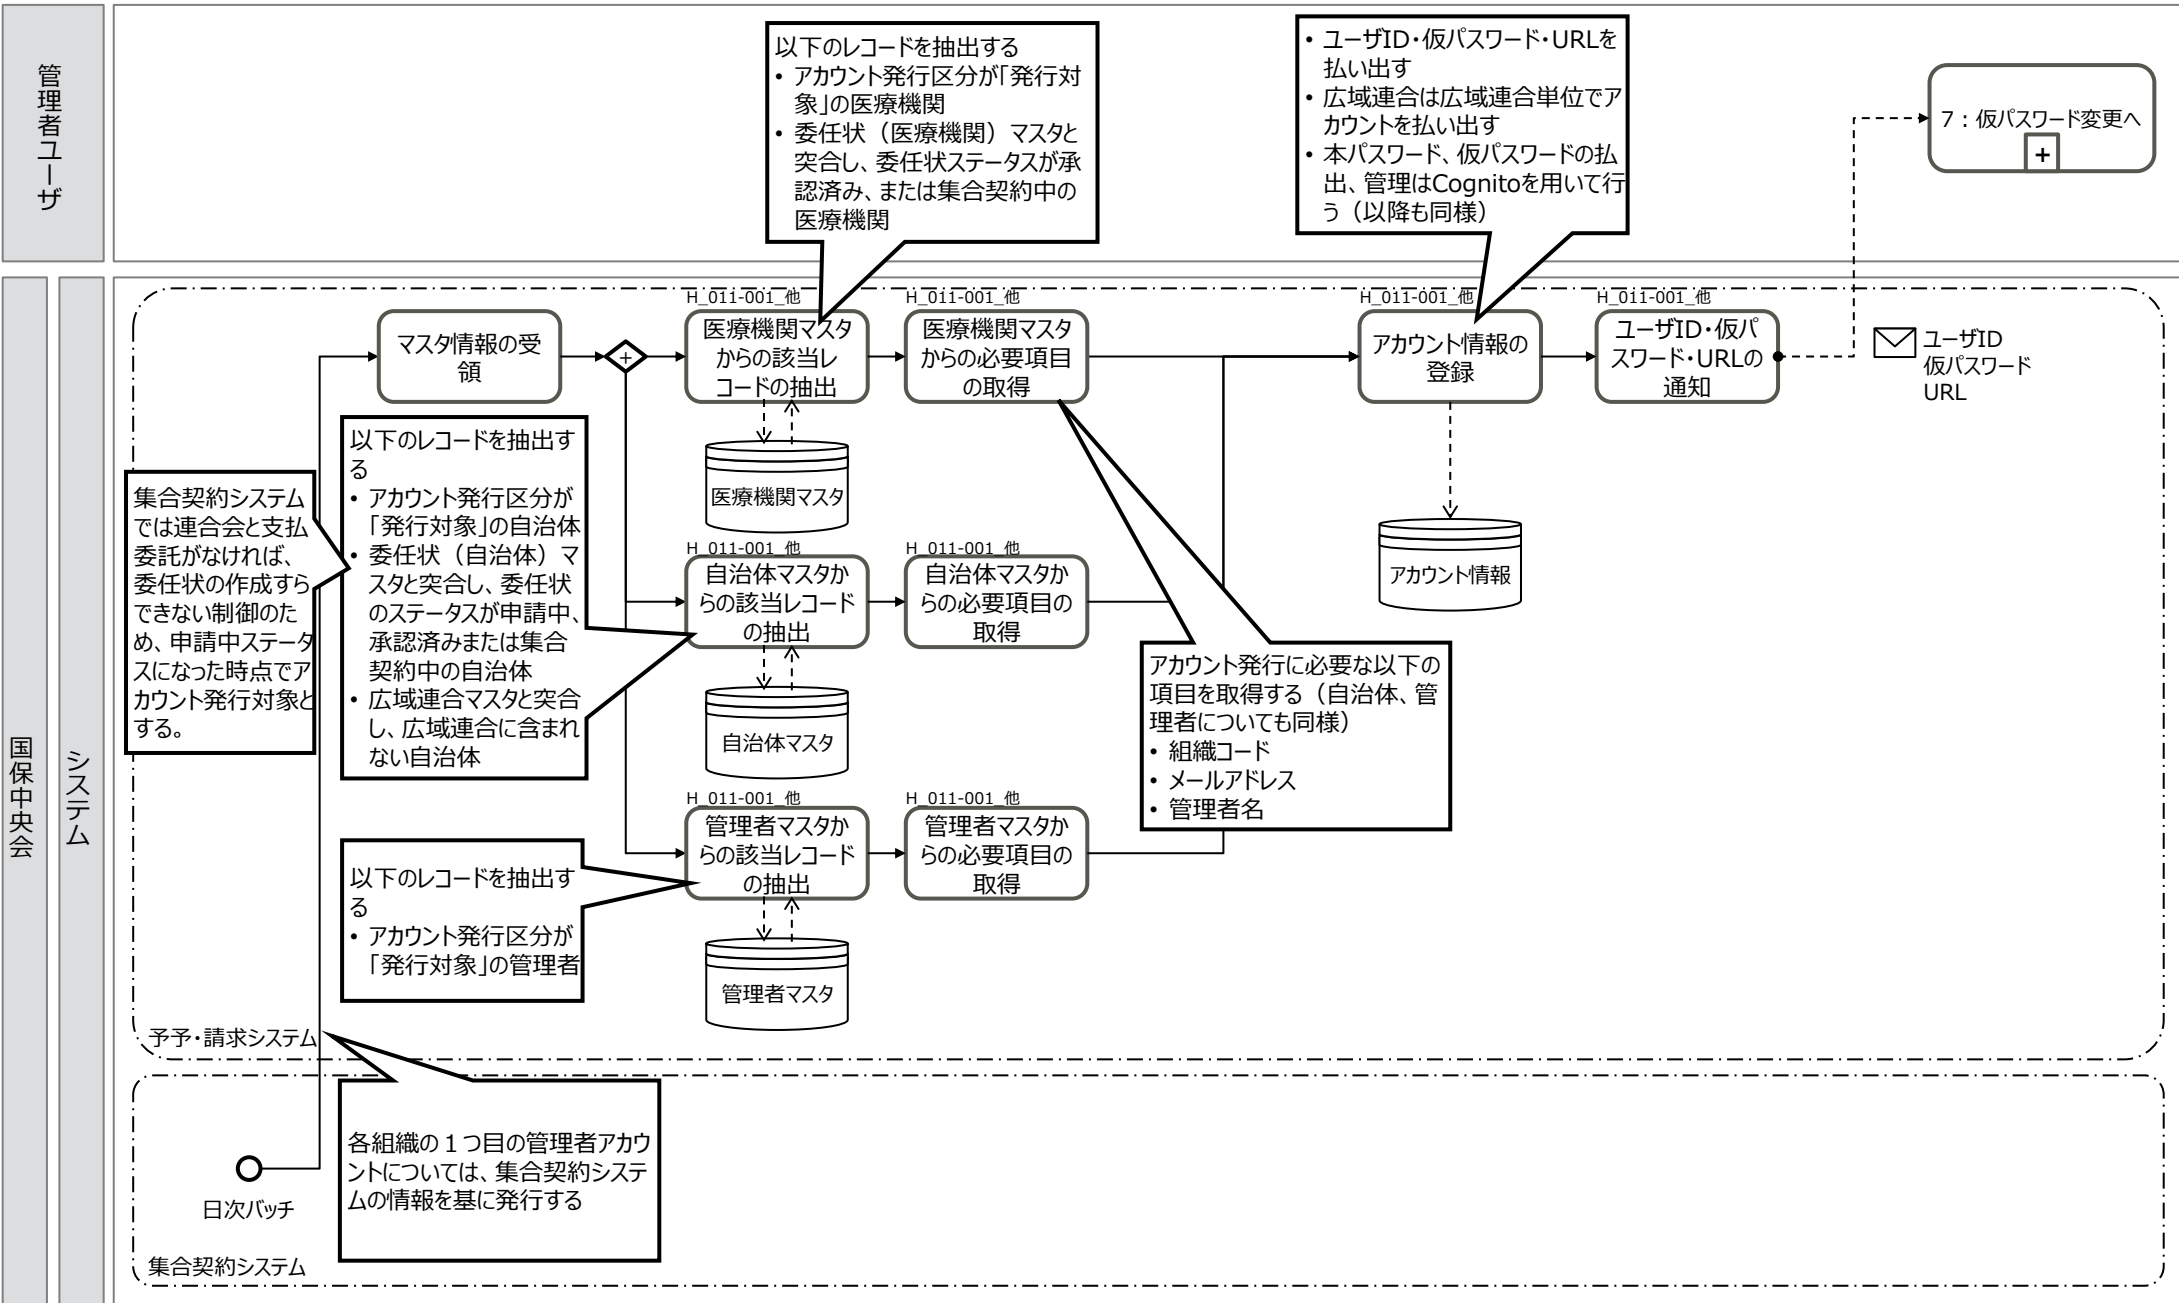 管理者ユーザ
以下のレコードを抽出する
• アカウント発行区分が「発行対
象」の医療機関
• 委任状（医療機関）マスタと
突合し、委任状ステータスが承
認済み、または集合契約中の
医療機関
• ユーザID・仮パスワード・URLを
払い出す
• 広域連合は広域連合単位でア
カウントを払い出す
• 本パスワード、仮パスワードの払
出、管理はCognitoを用いて行
う（以降も同様）
7：仮パスワード変更へ
+
国保中央会
システム
マスタ情報の受
領
+
H_011-001_他
医療機関マスタ
からの該当レ
コードの抽出
H_011-001_他
医療機関マスタ
からの必要項目
の取得
H_011-001_他
アカウント情報の
登録
H_011-001_他
ユーザID・仮パ
スワード・URLの
通知
ユーザID
仮パスワード
URL
医療機関マスタ
アカウント情報
集合契約システム
では連合会と支払
委託がなければ、
委任状の作成すら
できない制御のた
め、申請中ステータ
スになった時点でア
カウント発行対象と
する。
以下のレコードを抽出す
る
• アカウント発行区分が
「発行対象」の自治体
• 委任状（自治体）マ
スタと突合し、委任状
のステータスが申請中、
承認済みまたは集合
契約中の自治体
• 広域連合マスタと突合
し、広域連合に含まれ
ない自治体
H_011-001_他
自治体マスタか
らの該当レコード
の抽出
H_011-001_他
自治体マスタか
らの必要項目の
取得
自治体マスタ
アカウント発行に必要な以下の
項目を取得する（自治体、管
理者についても同様）
• 組織コード
• メールアドレス
• 管理者名
以下のレコードを抽出す
る
• アカウント発行区分が
「発行対象」の管理者
H_011-001_他
管理者マスタか
らの該当レコード
の抽出
H_011-001_他
管理者マスタか
らの必要項目の
取得
管理者マスタ
予予・請求システム
各組織の１つ目の管理者アカウ
ントについては、集合契約システ
ムの情報を基に発行する
日次バッチ
集合契約システム